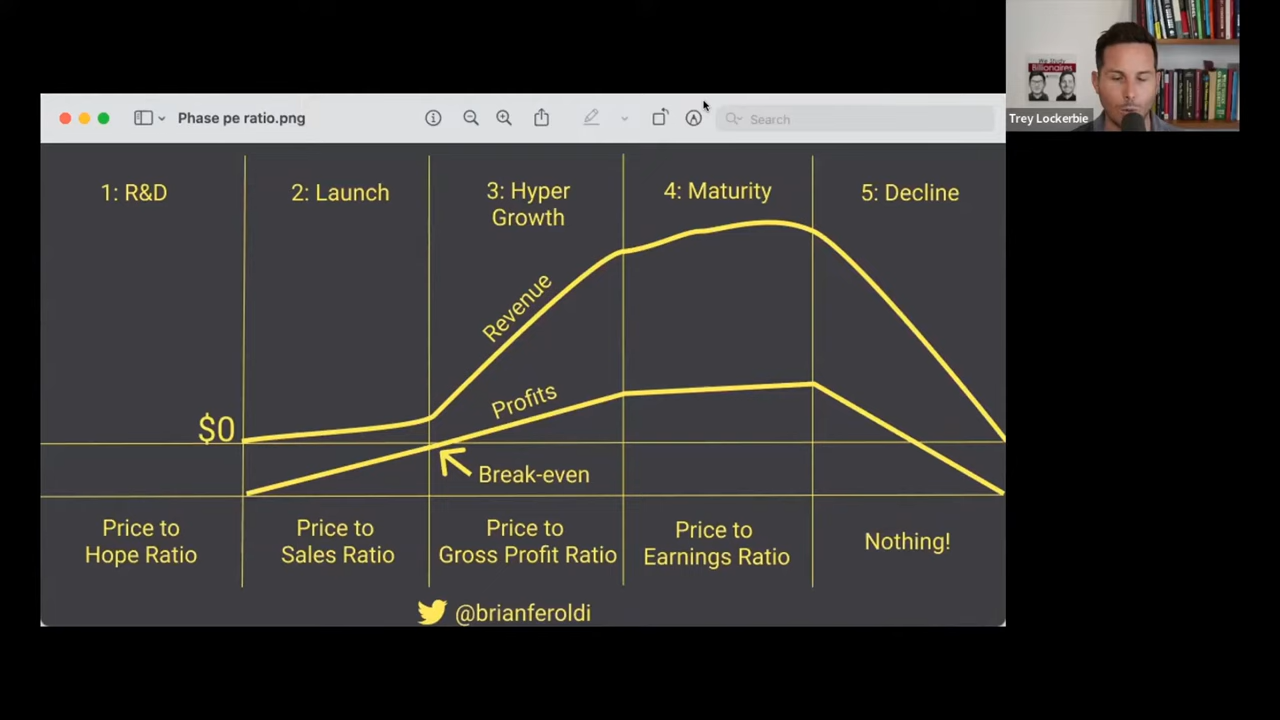 Phase pe ratio.png
Search
Trey Lockerbie
1: R&D
2: Launch
3: Hyper
Growth
4: Maturity
5: Decline
Revenue
Profits
$0
Break-even
Price to
Hope Ratio
Price to
Sales Ratio
Price to
Gross Profit Ratio
Price to
Earnings Ratio
Nothing!
@brianferoldi